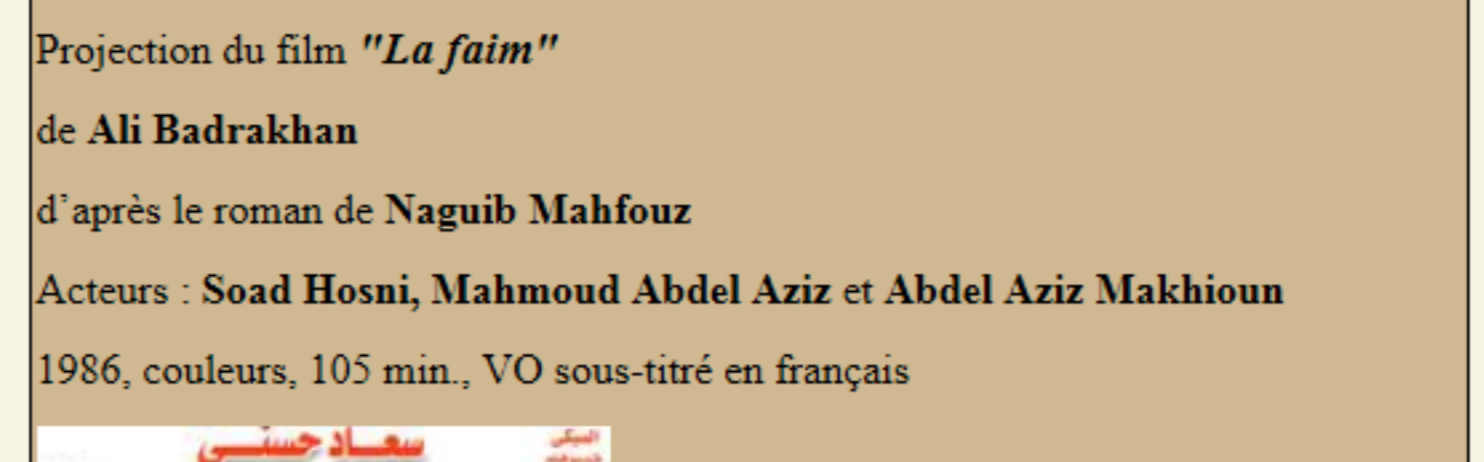 Projection du film "La faim"
de Ali Badrakhan
d'après le roman de Naguib Mahfouz
Acteurs : Soad Hosni, Mahmoud Abdel Aziz et Abdel Aziz Makhioun
1986, couleurs, 105 min., VO sous-titré en français
سعاد حسنى